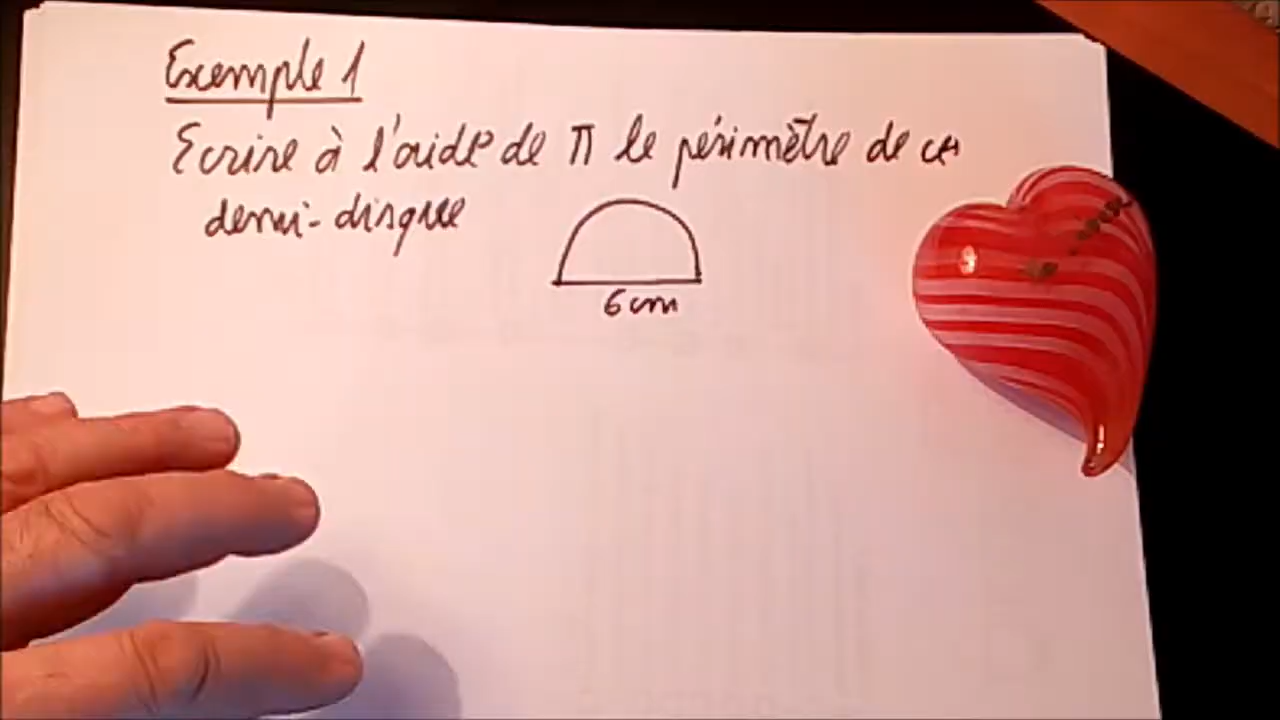 Exemple 1
Ecrire à l'aide de π le périmètre de ce
demi-disque
6 cm